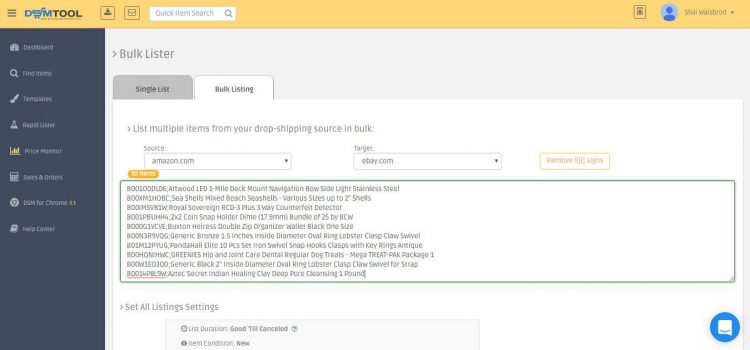 DSMTOOL
Quick Item Search
Shai Waisbrod
Dashboard
Find Items
Templates
Rapid Lister
Price Monitor
Sales & Orders
DSM for Chrome 5.1
Help Center
> Bulk Lister
Single List
Bulk Listing
> List multiple items from your drop-shipping source in bulk:
Source:
Target:
amazon.com
ebay.com
Remove !()[] signs
10 Items
B001O0DL06;Attwood LED 1-Mile Deck Mount Navigation Bow Side Light Stainless Steel
B00XM1HOBC;Sea Shells Mixed Beach Seashells - Various Sizes up to 2" Shells
B00IM5VB1W;Royal Sovereign RCD-3 Plus 3 Way Counterfeit Detector
B001PBUHH4;2x2 Coin Snap Holder Dime (17.9mm) Bundle of 25 by BCW
B000G1VCVE;Buxton Heiress Double Zip Organizer Wallet Black One Size
B00N3R9VQG;Generic Bronze 1.5 Inches Inside Diameter Oval Ring Lobster Clasp Claw Swivel
B01M12PYUG;PandaHall Elite 10 Pcs Set Iron Swivel Snap Hooks Clasps with Key Rings Antique
B00HQNIHWC;GREENIES Hip and Joint Care Dental Regular Dog Treats - Mega TREAT-PAK Package 1
B00W1E03Q0;Generic Black 2" Inside Diameter Oval Ring Lobster Clasp Claw Swivel for Strap
B0014P8L9W;Aztec Secret Indian Healing Clay Deep Pore Cleansing 1 Pound
> Set All Listings Settings
List Duration: Good 'Till Canceled
Item Condition: New